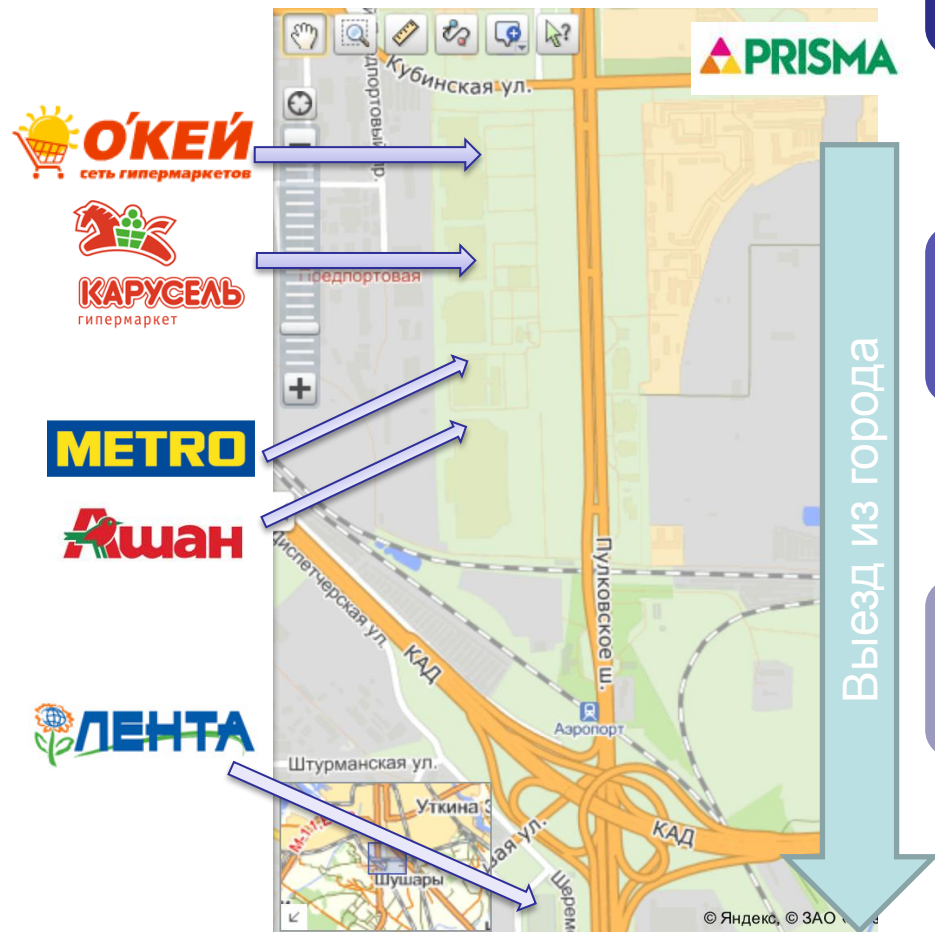 PRISMA
Кубинская ул.
О'КЕЙ
сеть гипермаркетов
КАРУСЕЛЬ
гипермаркет
Предпортовая
METRO
Ашан
Выезд из города
Диспетчерская ул.
Пулковское ш.
КАД
Аэропорт
ЛЕНТА
Штурманская ул.
Уткина
КАД
Шушары
ул.
© Яндекс, © ЗАО